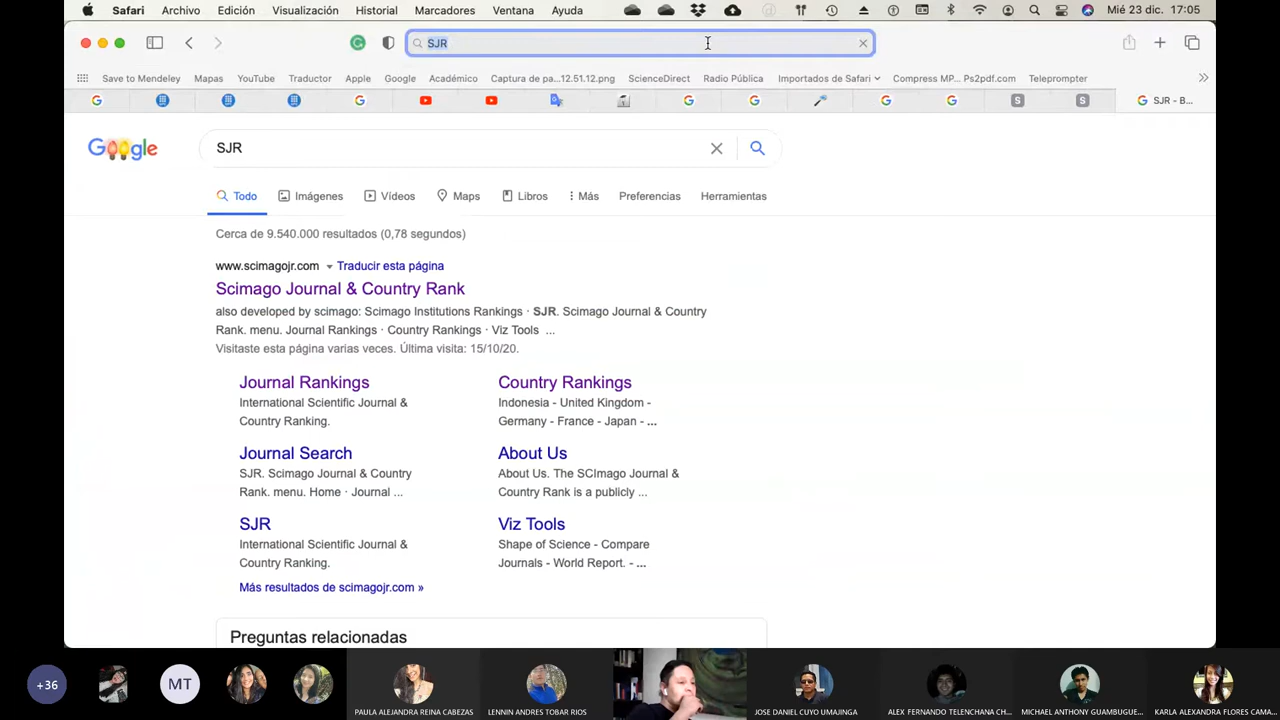 Safari Archivo Edición Visualización Historial Marcadores Ventana Ayuda Mié 23 dic. 17:05
SJR
Save to Mendeley Mapas YouTube Traductor Apple Google Académico Captura de pa...12.51.12.png ScienceDirect Radio Pública Importados de Safari Compress MP... Ps2pdf.com Teleprompter
S S SJR - B...
Google
SJR
Todo Imágenes Vídeos Maps Libros Más Preferencias Herramientas
Cerca de 9.540.000 resultados (0,78 segundos)
www.scimagojr.com Traducir esta página
Scimago Journal & Country Rank
also developed by scimago: Scimago Institutions Rankings · SJR. Scimago Journal & Country
Rank. menu. Journal Rankings · Country Rankings · Viz Tools ...
Visitaste esta página varias veces. Última visita: 15/10/20.
Journal Rankings
International Scientific Journal &
Country Ranking.
Country Rankings
Indonesia - United Kingdom -
Germany - France - Japan - ...
Journal Search
SJR. Scimago Journal & Country
Rank. menu. Home · Journal ...
About Us
About Us. The SCImago Journal &
Country Rank is a publicly ...
SJR
International Scientific Journal &
Country Ranking.
Viz Tools
Shape of Science - Compare
Journals - World Report. - ...
Más resultados de scimagojr.com »
Preguntas relacionadas
+36 MT
PAULA ALEJANDRA REINA CABEZAS LENNIN ANDRES TOBAR RIOS JOSE DANIEL CUYO UMAJINGA ALEX FERNANDO TELENCHANA CH... MICHAEL ANTHONY GUAMBUGUE... KARLA ALEXANDRA FLORES CAMA...